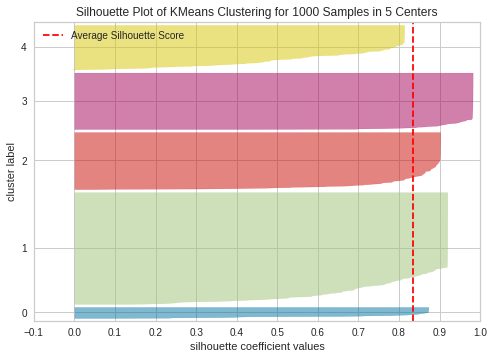 Silhouette Plot of KMeans Clustering for 1000 Samples in 5 Centers
Average Silhouette Score
4
3
2
1
0
cluster label
−0.1 0.0 0.1 0.2 0.3 0.4 0.5 0.6 0.7 0.8 0.9 1.0
silhouette coefficient values